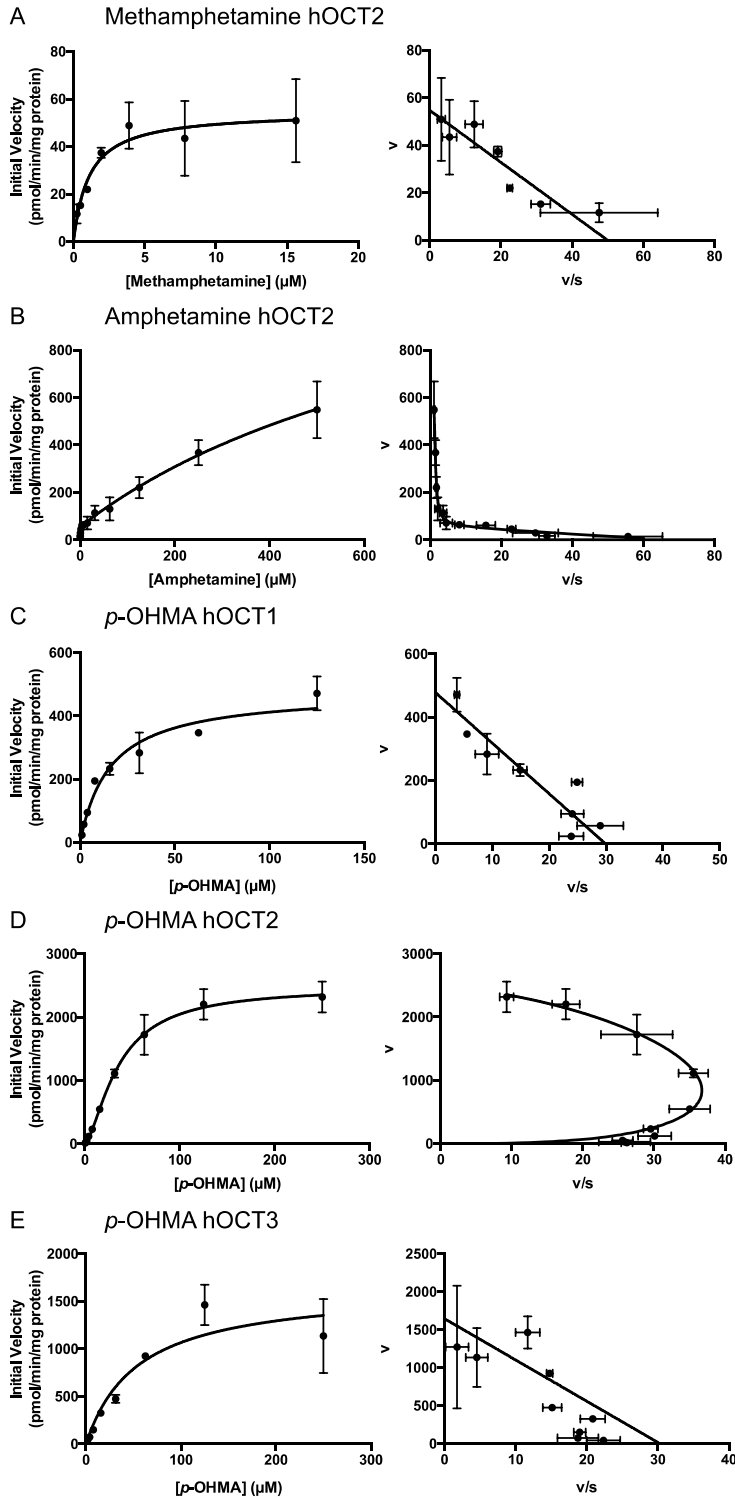 A Methamphetamine hOCT2
80
60
40
20
0
0 5 10 15 20
Initial Velocity
(pmol/min/mg protein)
[Methamphetamine] (µM)
80
60
40
20
0
0 20 40 60 80
v
v/s
B Amphetamine hOCT2
800
600
400
200
0
0 200 400 600
Initial Velocity
(pmol/min/mg protein)
[Amphetamine] (µM)
800
600
400
200
0
0 20 40 60 80
v
v/s
C p-OHMA hOCT1
600
400
200
0
0 50 100 150
Initial Velocity
(pmol/min/mg protein)
[p-OHMA] (µM)
600
400
200
0
0 10 20 30 40 50
v
v/s
D p-OHMA hOCT2
3000
2000
1000
0
0 100 200 300
Initial Velocity
(pmol/min/mg protein)
[p-OHMA] (µM)
3000
2000
1000
0
0 10 20 30 40
v
v/s
E p-OHMA hOCT3
2000
1500
1000
500
0
0 100 200 300
Initial Velocity
(pmol/min/mg protein)
[p-OHMA] (µM)
2500
2000
1500
1000
500
0
0 10 20 30 40
v
v/s